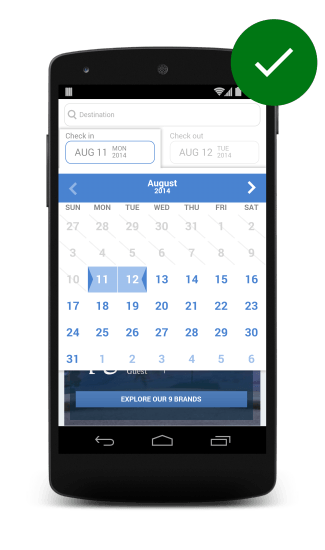 Destination
Check in
Check out
AUG 11 MON 2014
AUG 12 TUE 2014
August
2014
SUN MON TUE WED THU FRI SAT
27 28 29 30 31 1 2
3 4 5 6 7 8 9
10 11 12 13 14 15 16
17 18 19 20 21 22 23
24 25 26 27 28 29 30
31 1 2 3 4 5 6
Guest
EXPLORE OUR 9 BRANDS